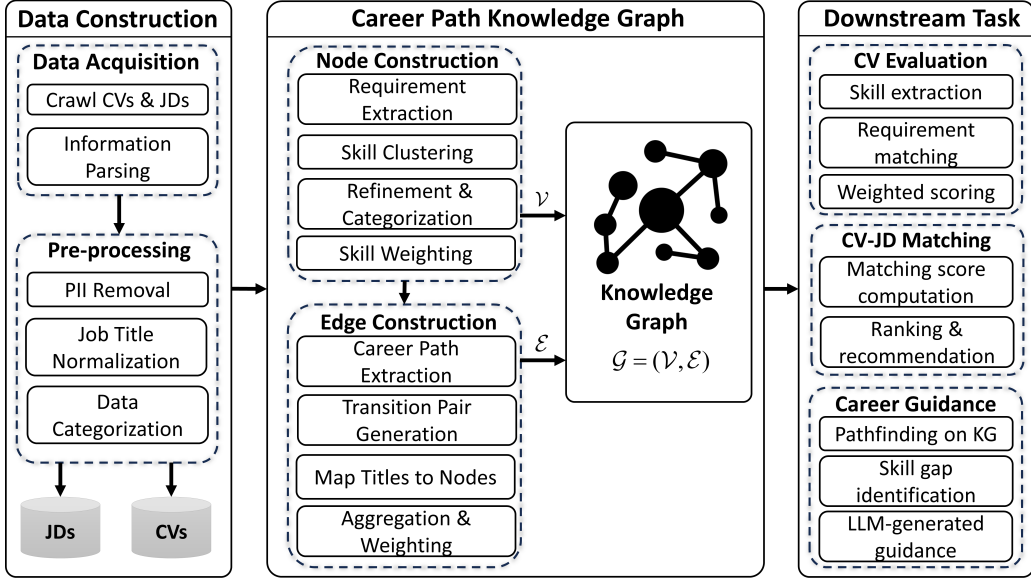 Data Construction
Data Acquisition
Crawl CVs & JDs
Information
Parsing
Pre-processing
PII Removal
Job Title
Normalization
Data
Categorization
JDs
CVs
Career Path Knowledge Graph
Node Construction
Requirement
Extraction
Skill Clustering
Refinement &
Categorization
Skill Weighting
𝒱
Edge Construction
Career Path
Extraction
Transition Pair
Generation
Map Titles to Nodes
Aggregation &
Weighting
ℰ
Knowledge
Graph
𝒢 = (𝒱, ℰ)
Downstream Task
CV Evaluation
Skill extraction
Requirement
matching
Weighted scoring
CV-JD Matching
Matching score
computation
Ranking &
recommendation
Career Guidance
Pathfinding on KG
Skill gap
identification
LLM-generated
guidance